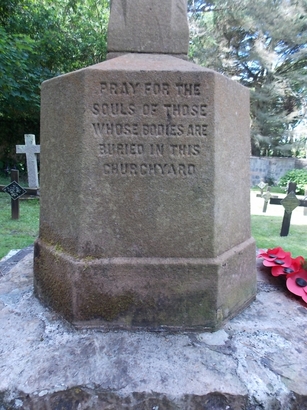 PRAY FOR THE
SOULS OF THOSE
WHOSE BODIES ARE
BURIED IN THIS
CHURCHYARD